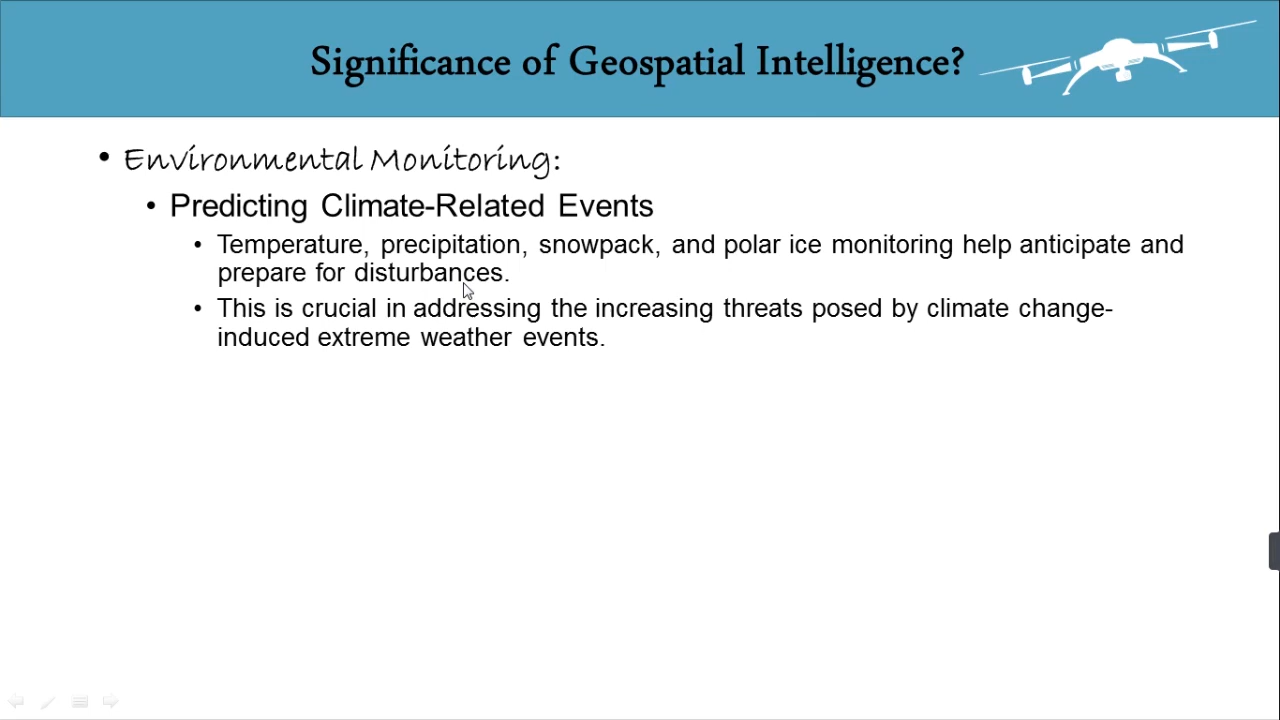 Significance of Geospatial Intelligence?
• Environmental Monitoring:
• Predicting Climate-Related Events
• Temperature, precipitation, snowpack, and polar ice monitoring help anticipate and
prepare for disturbances.
• This is crucial in addressing the increasing threats posed by climate change-
induced extreme weather events.